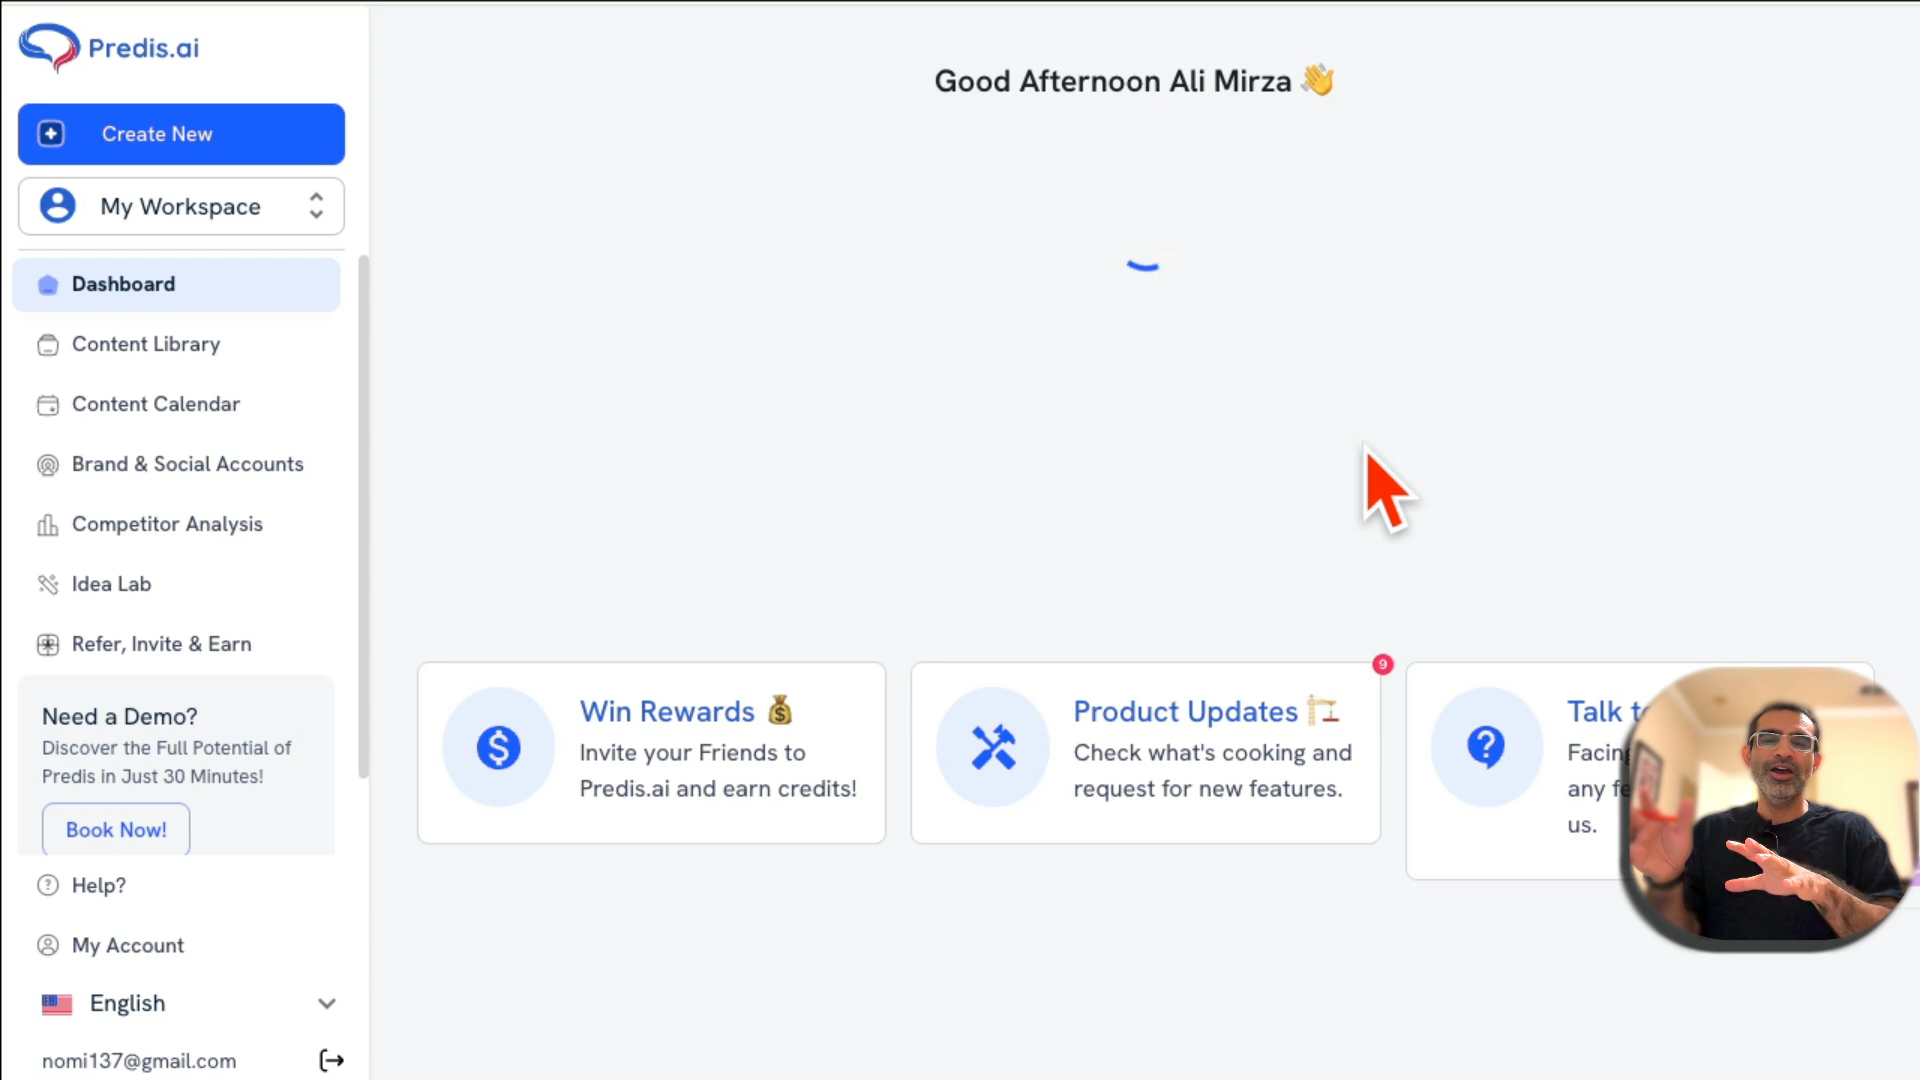 Predis.ai
Create New
My Workspace
Dashboard
Content Library
Content Calendar
Brand & Social Accounts
Competitor Analysis
Idea Lab
Refer, Invite & Earn
Need a Demo?
Discover the Full Potential of
Predis in Just 30 Minutes!
Book Now!
Help?
My Account
English
nomi137@gmail.com
Good Afternoon Ali Mirza 👋
Win Rewards 💰
Invite your Friends to
Predis.ai and earn credits!
9
Product Updates 🏗️
Check what's cooking and
request for new features.
Talk
us.